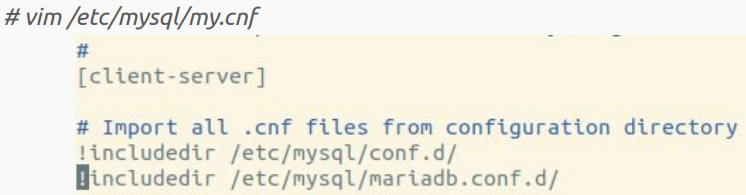 # vim /etc/mysql/my.cnf
#
[client-server]
# Import all .cnf files from configuration directory
!includedir /etc/mysql/conf.d/
!includedir /etc/mysql/mariadb.conf.d/